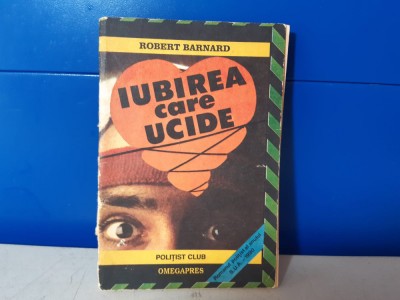 ROBERT BARNARD
IUBIREA
care
UCIDE
POLIȚIST CLUB
OMEGAPRES